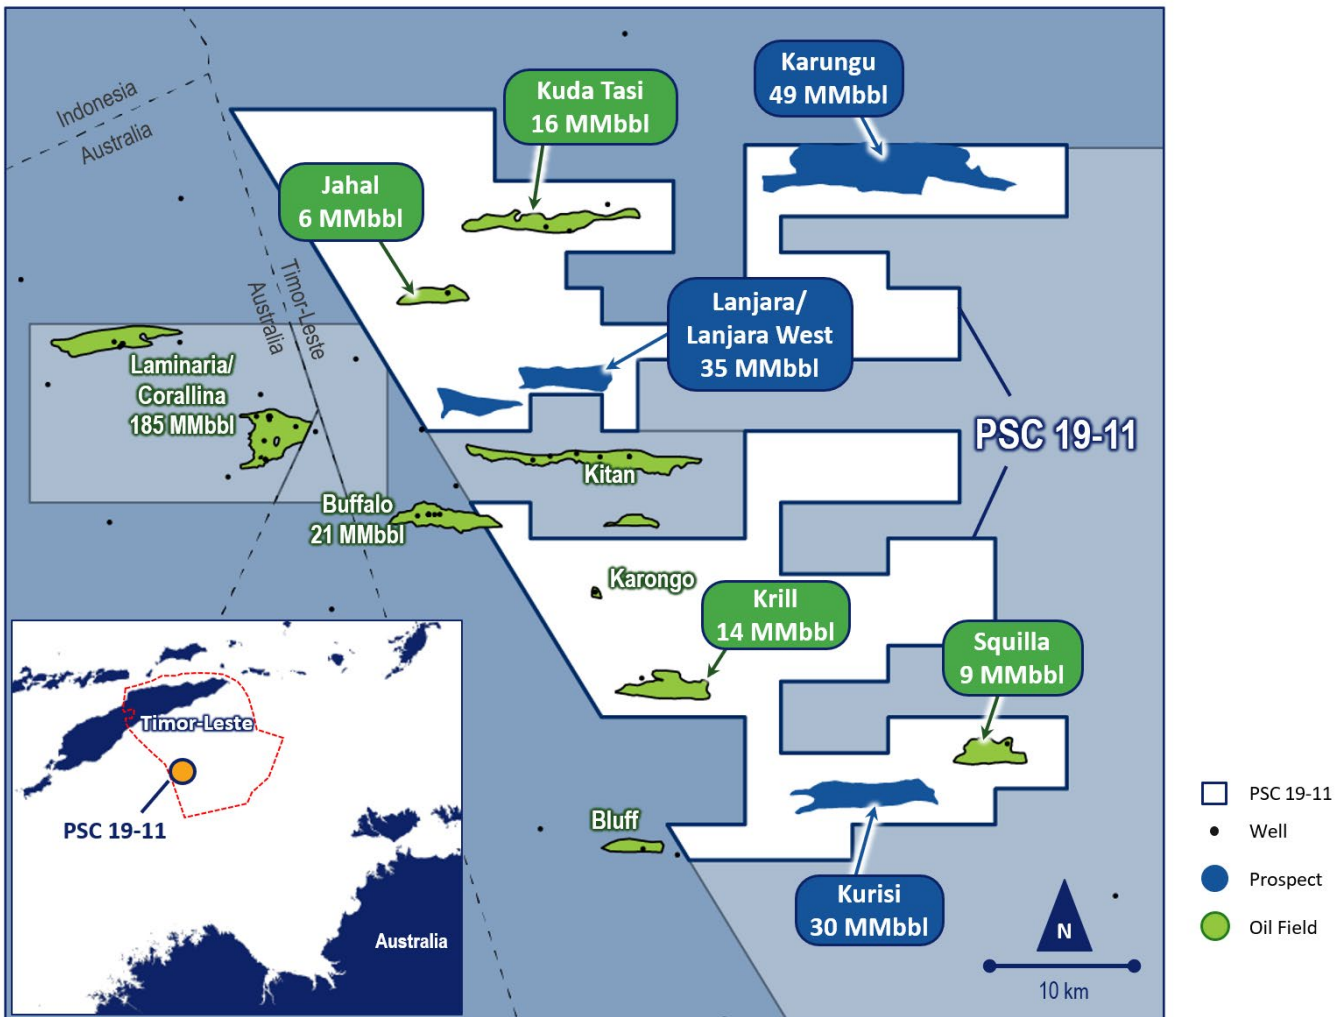 Karungu
49 MMbbl
Kuda Tasi
16 MMbbl
Indonesia
Australia
Jahal
6 MMbbl
Timor-Leste
Australia
Lanjara/
Lanjara West
35 MMbbl
Laminaria/
Corallina
185 MMbbl
PSC 19-11
Kitan
Buffalo
21 MMbbl
Karongo
Krill
14 MMbbl
Squilla
9 MMbbl
Timor-Leste
PSC 19-11
Australia
Bluff
Kurisi
30 MMbbl
N
10 km
PSC 19-11
Well
Prospect
Oil Field